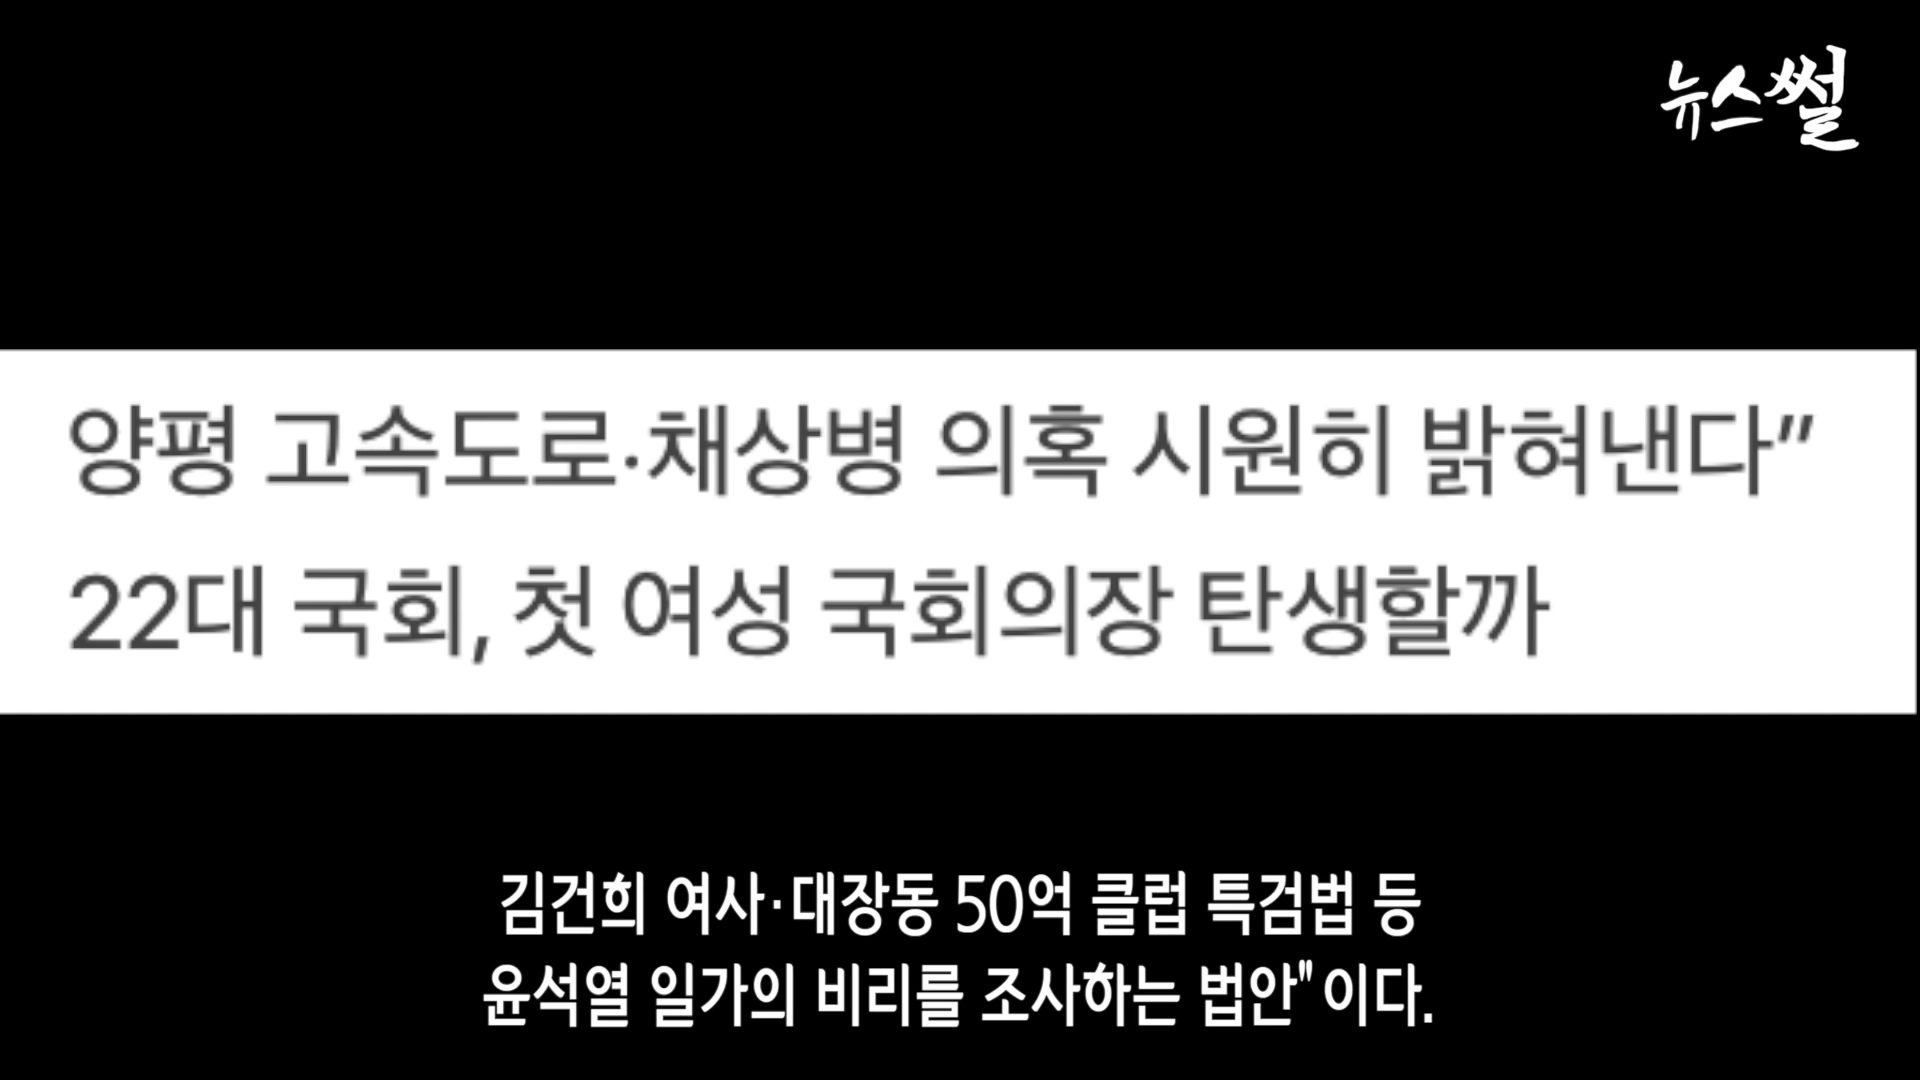 뉴스썰
양평 고속도로·채상병 의혹 시원히 밝혀낸다”
22대 국회, 첫 여성 국회의장 탄생할까
김건희 여사·대장동 50억 클럽 특검법 등
윤석열 일가의 비리를 조사하는 법안"이다.